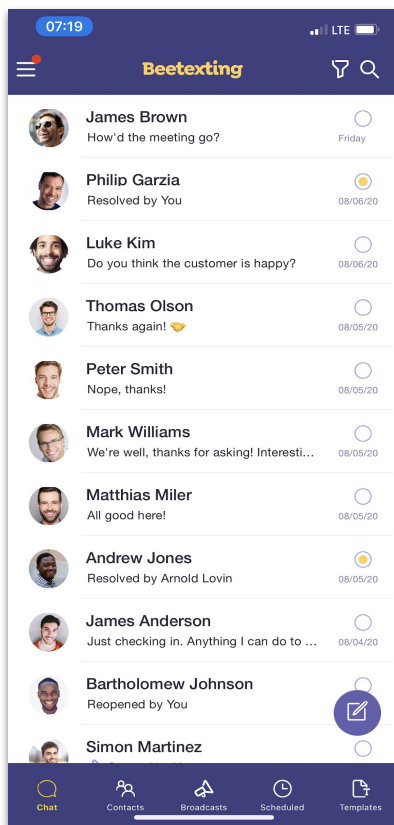 07:19
LTE
Beetexting
James Brown
How'd the meeting go?
Friday
Philip Garzia
Resolved by You
08/06/20
Luke Kim
Do you think the customer is happy?
08/06/20
Thomas Olson
Thanks again! 🤝
08/05/20
Peter Smith
Nope, thanks!
08/05/20
Mark Williams
We're well, thanks for asking! Interesti...
08/05/20
Matthias Miler
All good here!
08/05/20
Andrew Jones
Resolved by Arnold Lovin
08/05/20
James Anderson
Just checking in. Anything I can do to ...
08/04/20
Bartholomew Johnson
Reopened by You
Simon Martinez
Chat
Contacts
Broadcasts
Scheduled
Templates